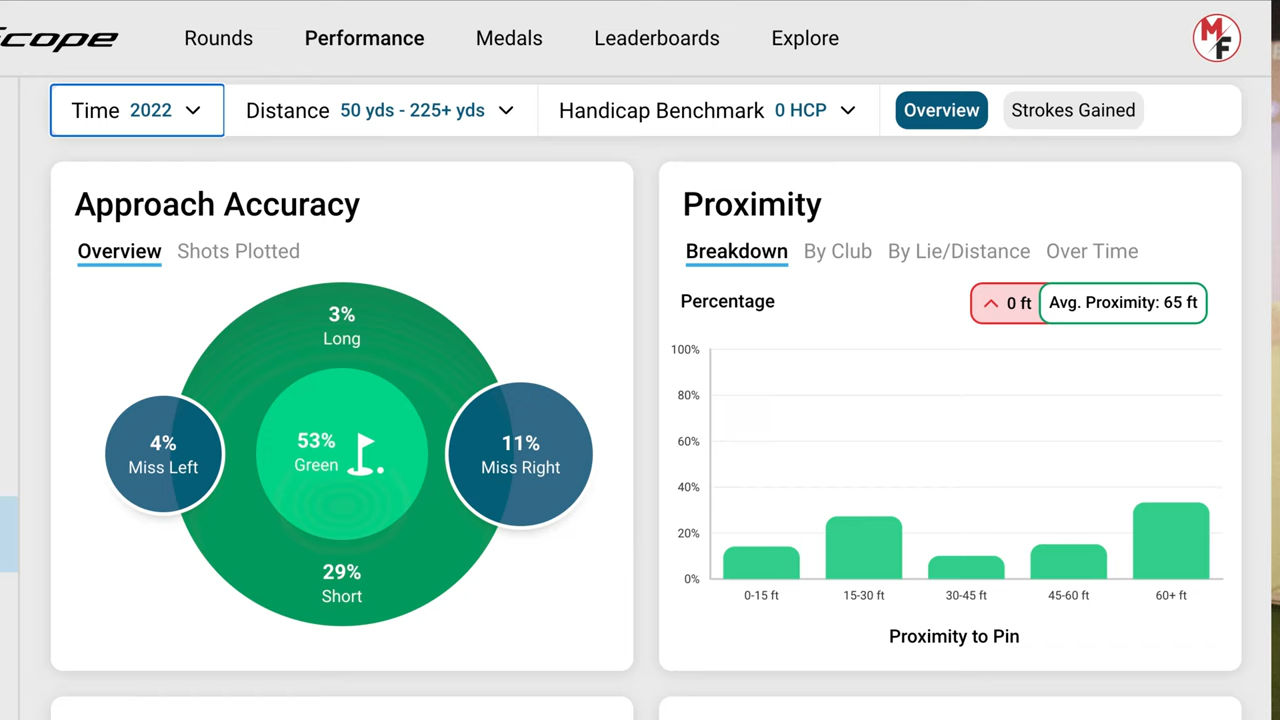 cope
Rounds Performance Medals Leaderboards Explore
MF
Time 2022 Distance 50 yds - 225+ yds Handicap Benchmark 0 HCP Overview Strokes Gained
Approach Accuracy
Overview Shots Plotted
3%
Long
4%
Miss Left
53%
Green
11%
Miss Right
29%
Short
Proximity
Breakdown By Club By Lie/Distance Over Time
Percentage 0 ft Avg. Proximity: 65 ft
100%
80%
60%
40%
20%
0%
0-15 ft 15-30 ft 30-45 ft 45-60 ft 60+ ft
Proximity to Pin